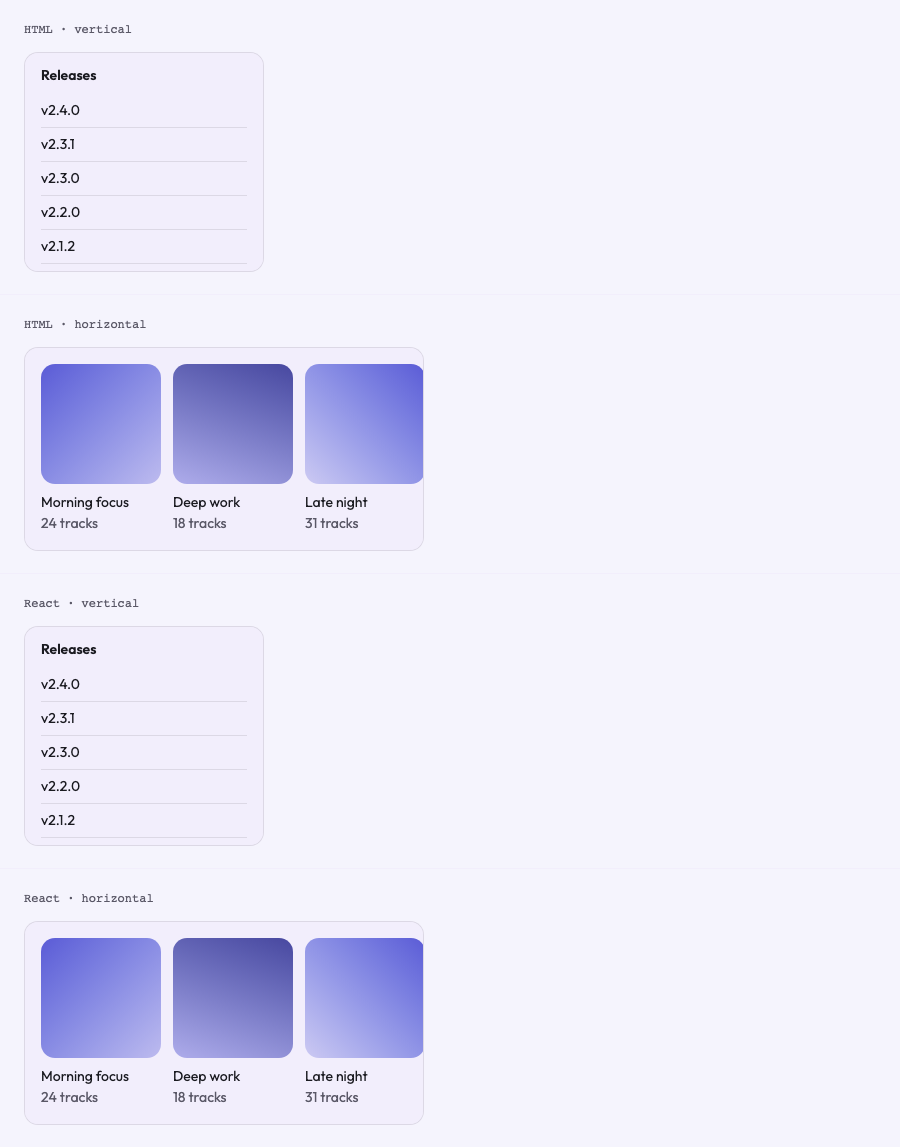 HTML · vertical
Releases
v2.4.0
v2.3.1
v2.3.0
v2.2.0
v2.1.2
HTML · horizontal
Morning focus
24 tracks
Deep work
18 tracks
Late night
31 tracks
React · vertical
Releases
v2.4.0
v2.3.1
v2.3.0
v2.2.0
v2.1.2
React · horizontal
Morning focus
24 tracks
Deep work
18 tracks
Late night
31 tracks